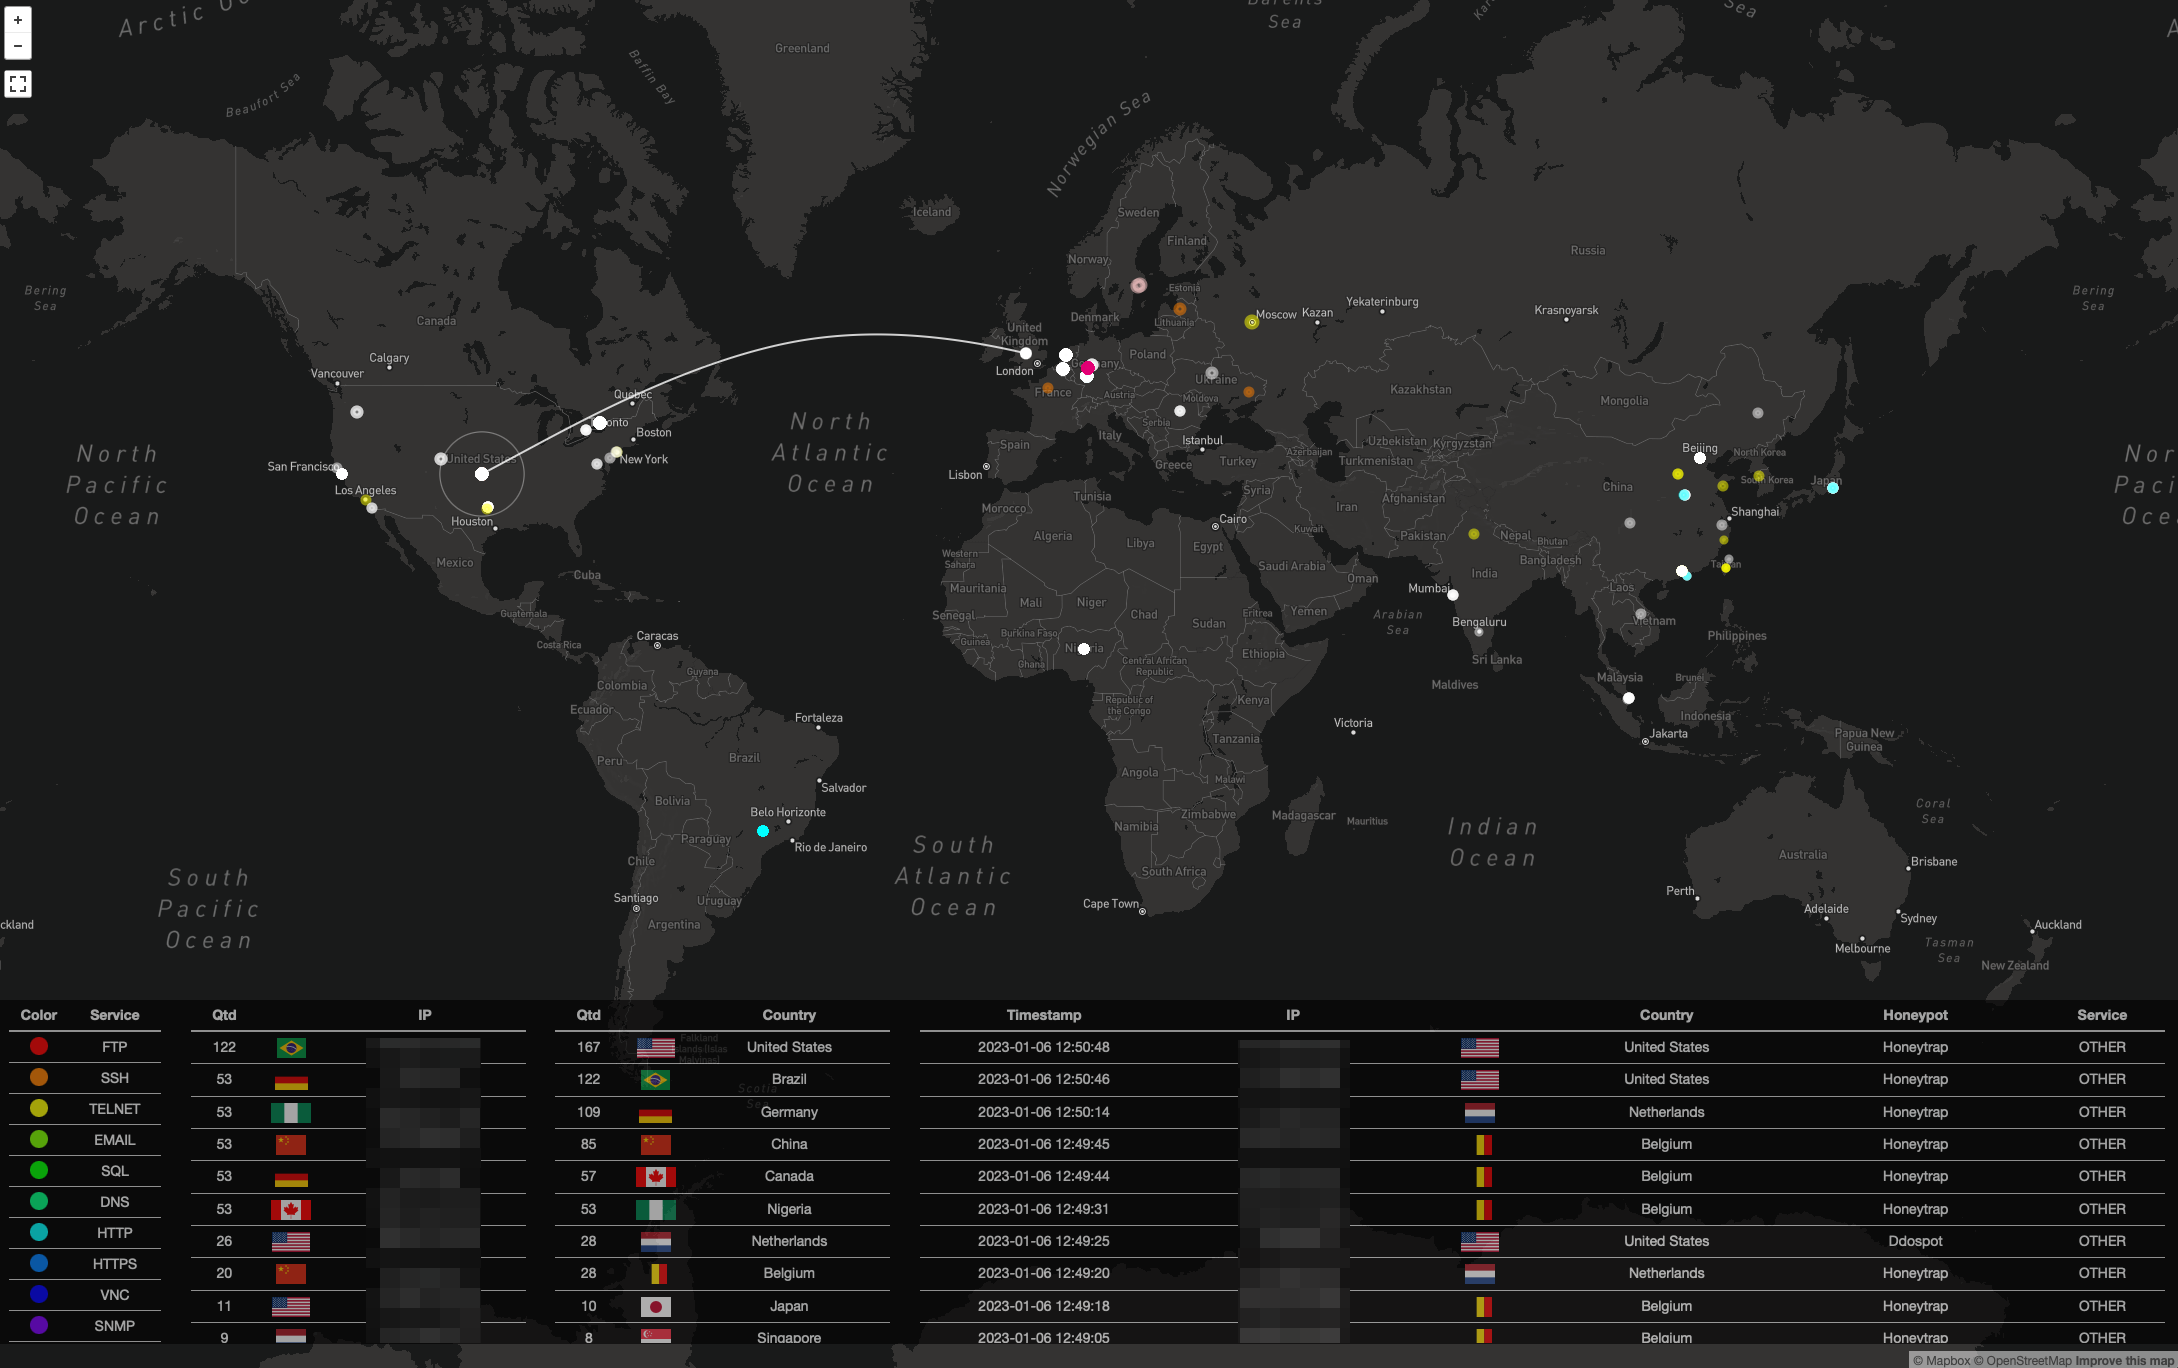 +
−
Arctic Oc
Barents
Sea
Kar
Sea
Greenland
Beaufort Sea
Baffin Bay
Norwegian Sea
Iceland
Sweden
Finland
Norway
Russia
Bering
Sea
Bering
Sea
Estonia
Canada
Denmark
Lithuania
Moscow
Kazan
Yekaterinburg
Krasnoyarsk
United
Kingdom
Calgary
Vancouver
London
Germany
Poland
Ukraine
France
Austria
Moldova
Kazakhstan
Mongolia
Quebec
Toronto
Boston
North
Atlantic
Ocean
Serbia
Italy
Spain
Istanbul
Uzbekistan
Kyrgyzstan
Azerbaijan
Turkmenistan
Beijing
North Korea
North
Pacific
Ocean
Nor
Paci
Oce
San Francisco
United States
New York
Lisbon
Greece
Turkey
Los Angeles
Tunisia
Syria
Afghanistan
China
South Korea
Japan
Houston
Morocco
Cairo
Iran
Shanghai
Algeria
Libya
Egypt
Kuwait
Pakistan
Nepal
Bhutan
Western
Sahara
Mexico
Cuba
Saudi Arabia
Oman
India
Bangladesh
Taiwan
Mauritania
Mumbai
Laos
Guatemala
Mali
Niger
Chad
Sudan
Eritrea
Yemen
Arabian
Sea
Senegal
Bengaluru
Vietnam
Philippines
Costa Rica
Caracas
Burkina Faso
Guinea
Nigeria
Ghana
Central African
Republic
Ethiopia
Sri Lanka
Guyana
Colombia
Maldives
Malaysia
Brunei
Ecuador
Republic of
the Congo
Kenya
Indonesia
Fortaleza
Victoria
Jakarta
Papua New
Guinea
Tanzania
Peru
Brazil
Angola
Malawi
Salvador
Bolivia
Belo Horizonte
Zimbabwe
Madagascar
Mauritius
Namibia
Indian
Ocean
Coral
Sea
Paraguay
Rio de Janeiro
South
Atlantic
Ocean
Chile
South Africa
Australia
Brisbane
South
Pacific
Ocean
Santiago
Uruguay
Argentina
Cape Town
Perth
Adelaide
Sydney
ckland
Auckland
Melbourne
Tasman
Sea
New Zealand
Falkland
Islands (Islas
Malvinas)
Scotia
Sea
Color Service
FTP
SSH
TELNET
EMAIL
SQL
DNS
HTTP
HTTPS
VNC
SNMP
Qtd IP
122
53
53
53
53
53
26
20
11
9
Qtd Country
167 United States
122 Brazil
109 Germany
85 China
57 Canada
53 Nigeria
28 Netherlands
28 Belgium
10 Japan
8 Singapore
Timestamp IP Country Honeypot Service
2023-01-06 12:50:48 United States Honeytrap OTHER
2023-01-06 12:50:46 United States Honeytrap OTHER
2023-01-06 12:50:14 Netherlands Honeytrap OTHER
2023-01-06 12:49:45 Belgium Honeytrap OTHER
2023-01-06 12:49:44 Belgium Honeytrap OTHER
2023-01-06 12:49:31 Belgium Honeytrap OTHER
2023-01-06 12:49:25 United States Ddospot OTHER
2023-01-06 12:49:20 Netherlands Honeytrap OTHER
2023-01-06 12:49:18 Belgium Honeytrap OTHER
2023-01-06 12:49:05 Belgium Honeytrap OTHER
© Mapbox © OpenStreetMap Improve this map